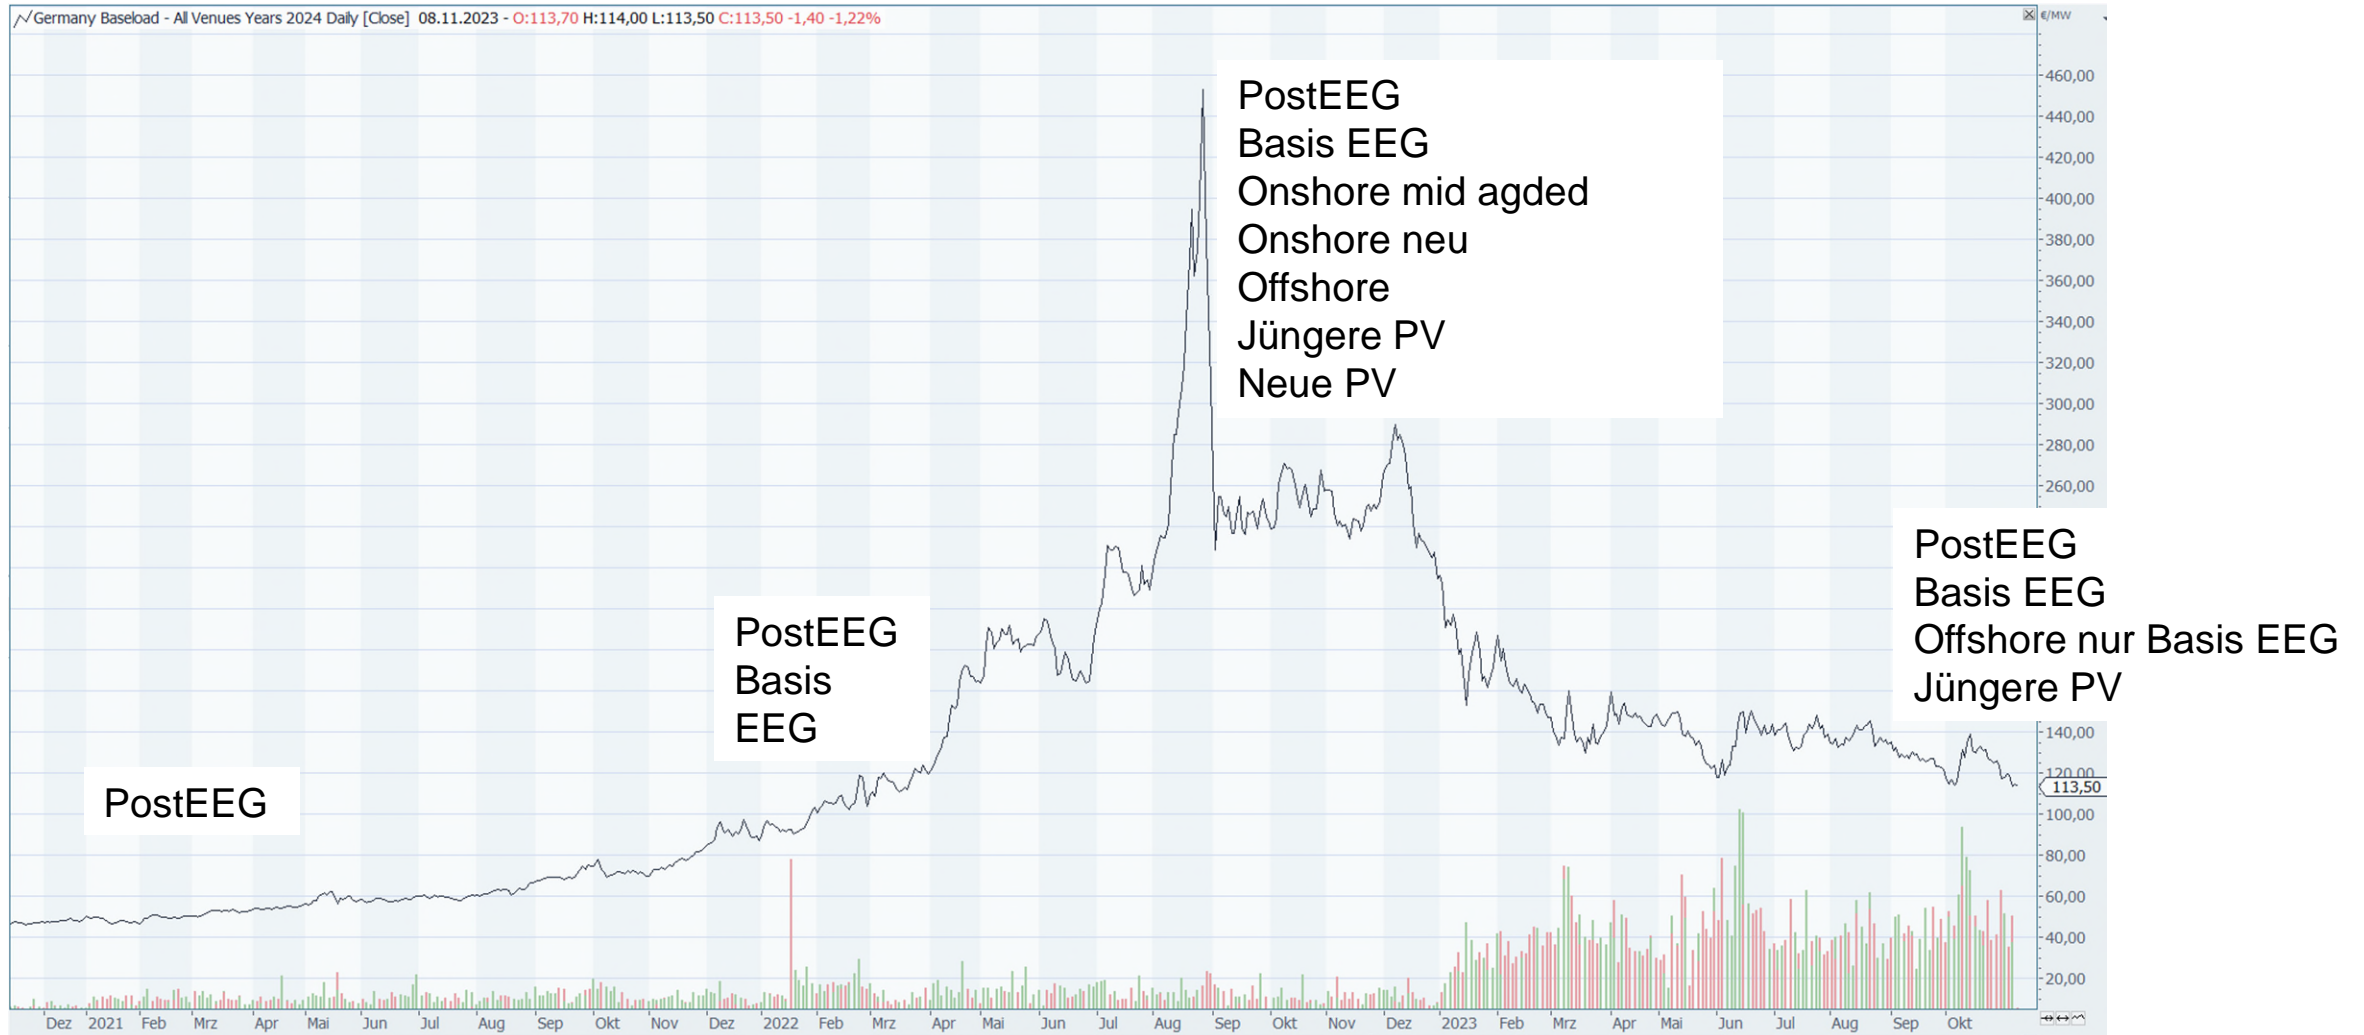 Germany Baseload - All Venues Years 2024 Daily [Close] 08.11.2023 - O:113,70 H:114,00 L:113,50 C:113,50 -1,40 -1,22%
€/MW
460,00
440,00
420,00
400,00
380,00
360,00
340,00
320,00
300,00
280,00
260,00
140,00
120,00
113,50
100,00
80,00
60,00
40,00
20,00
PostEEG
Basis EEG
Onshore mid agded
Onshore neu
Offshore
Jüngere PV
Neue PV
PostEEG
Basis EEG
Offshore nur Basis EEG
Jüngere PV
PostEEG
Basis
EEG
PostEEG
Dez 2021 Feb Mrz Apr Mai Jun Jul Aug Sep Okt Nov Dez 2022 Feb Mrz Apr Mai Jun Jul Aug Sep Okt Nov Dez 2023 Feb Mrz Apr Mai Jun Jul Aug Sep Okt